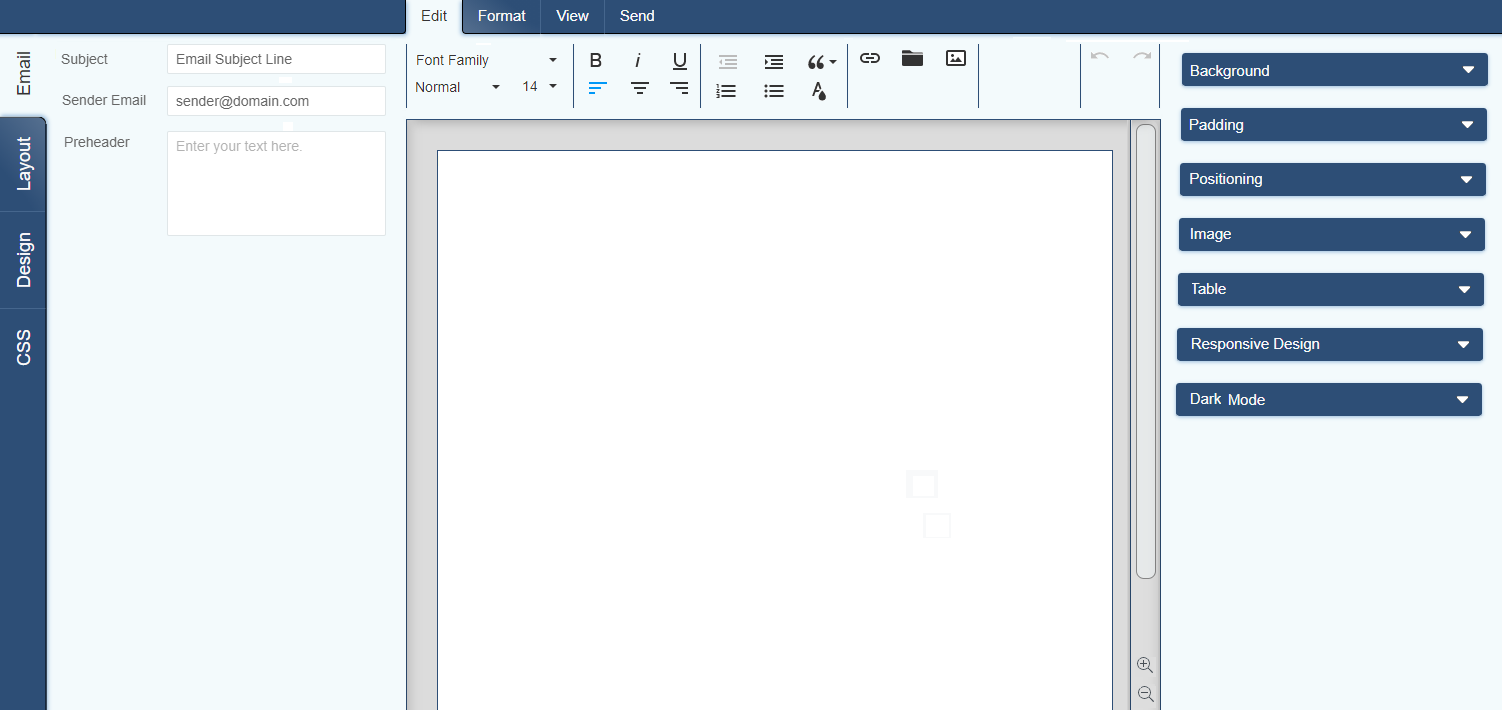 Edit Format View Send
Email
Layout
Design
CSS
Subject
Email Subject Line
Sender Email
sender@domain.com
Preheader
Enter your text here.
Font Family
Normal
14
B i U
Background
Padding
Positioning
Image
Table
Responsive Design
Dark Mode